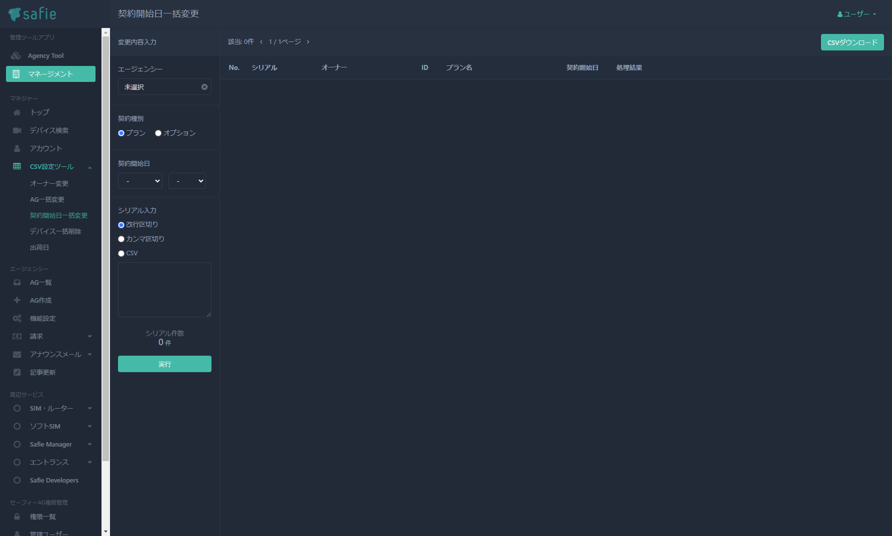 safie
契約開始日一括変更
ユーザー
管理ツールアプリ
Agency Tool
マネージメント
マネジャー
トップ
デバイス検索
アカウント
CSV設定ツール
オーナー変更
AG一括変更
契約開始日一括変更
デバイス一括削除
出荷日
エージェンシー
AG一覧
AG作成
機能設定
請求
アナウンスメール
記事更新
周辺サービス
SIM・ルーター
ソフトSIM
Safie Manager
エントランス
Safie Developers
セーフィーAG権限管理
権限一覧
管理ユーザー
変更内容入力
エージェンシー
未選択
契約種別
プラン
オプション
契約開始日
-
-
シリアル入力
改行区切り
カンマ区切り
CSV
シリアル件数
0 件
実行
該当: 0件 ‹ 1 / 1ページ ›
CSVダウンロード
No. シリアル オーナー ID プラン名 契約開始日 処理結果